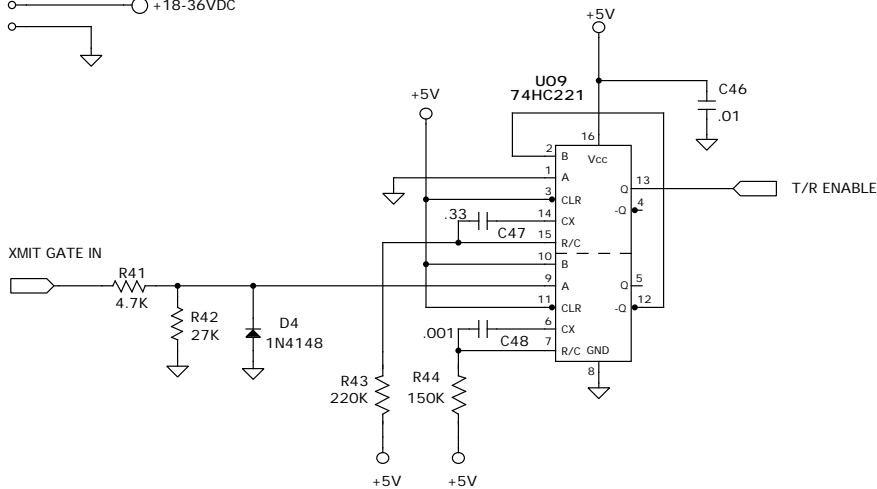 +18-36VDC
+5V
U09
74HC221
+5V
C46
.01
16
Vcc
2
B
1
A
3
CLR
14
CX
15
R/C
10
B
9
A
11
CLR
6
CX
7
R/C
GND
8
Q
13
-Q
4
Q
5
-Q
12
T/R ENABLE
.33
C47
XMIT GATE IN
R41
4.7K
R42
27K
D4
1N4148
.001
C48
R43
220K
R44
150K
+5V
+5V